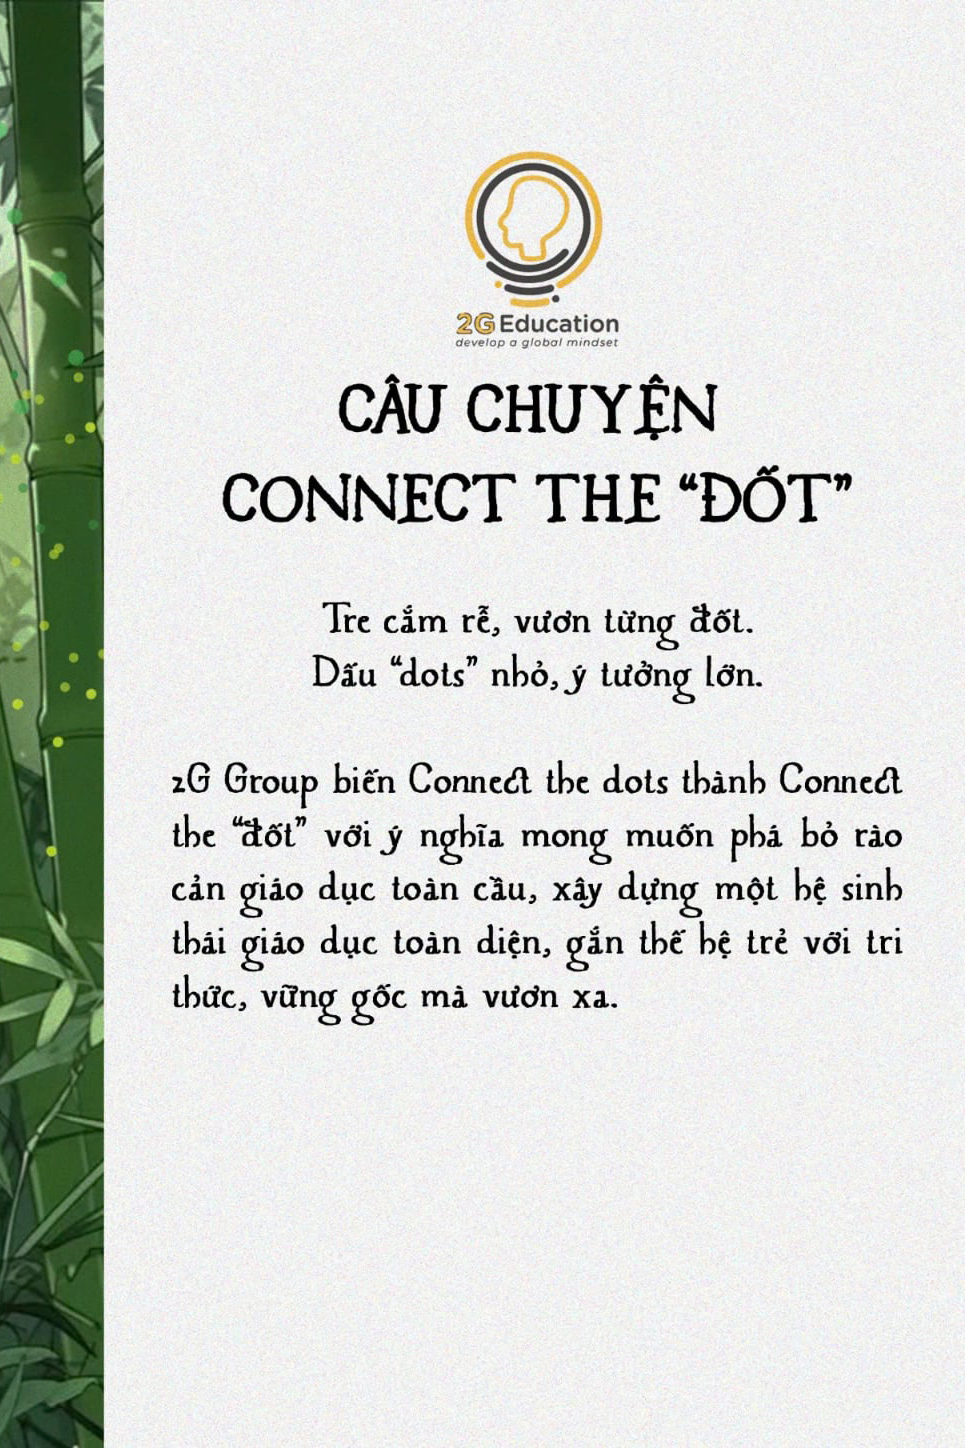 2G Education
develop a global mindset
CÂU CHUYỆN
CONNECT THE “ĐỐT”
Tre cắm rễ, vươn từng đốt.
Dấu “dots” nhỏ, ý tưởng lớn.
2G Group biến Connect the dots thành Connect
the “đốt” với ý nghĩa mong muốn phá bỏ rào
cản giáo dục toàn cầu, xây dựng một hệ sinh
thái giáo dục toàn diện, gắn thế hệ trẻ với tri
thức, vững gốc mà vươn xa.